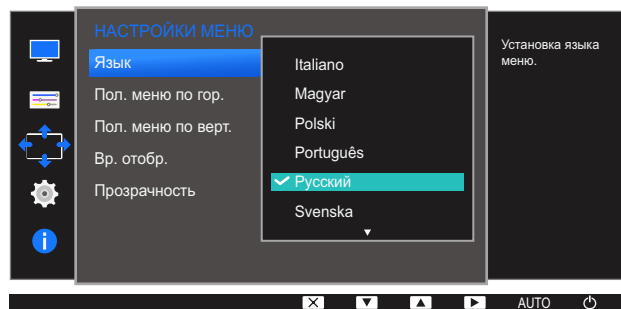 НАСТРОЙКИ МЕНЮ
Язык
Пол. меню по гор.
Пол. меню по верт.
Вр. отобр.
Прозрачность
Italiano
Magyar
Polski
Português
Русский
Svenska
Установка языка
меню.
AUTO